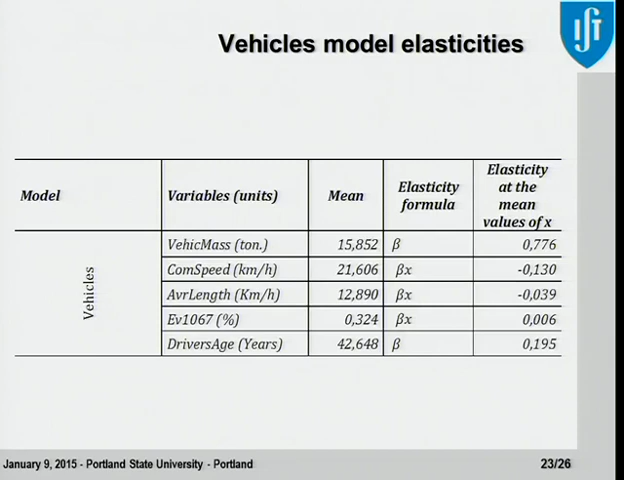 Vehicles model elasticities
IST
Model Variables (units) Mean Elasticity formula Elasticity at the mean values of x
Vehicles
VehicMass (ton.) 15,852 β 0,776
ComSpeed (km/h) 21,606 βx -0,130
AvrLength (Km/h) 12,890 βx -0,039
Ev1067 (%) 0,324 βx 0,006
DriversAge (Years) 42,648 β 0,195
January 9, 2015 - Portland State University - Portland 23/26